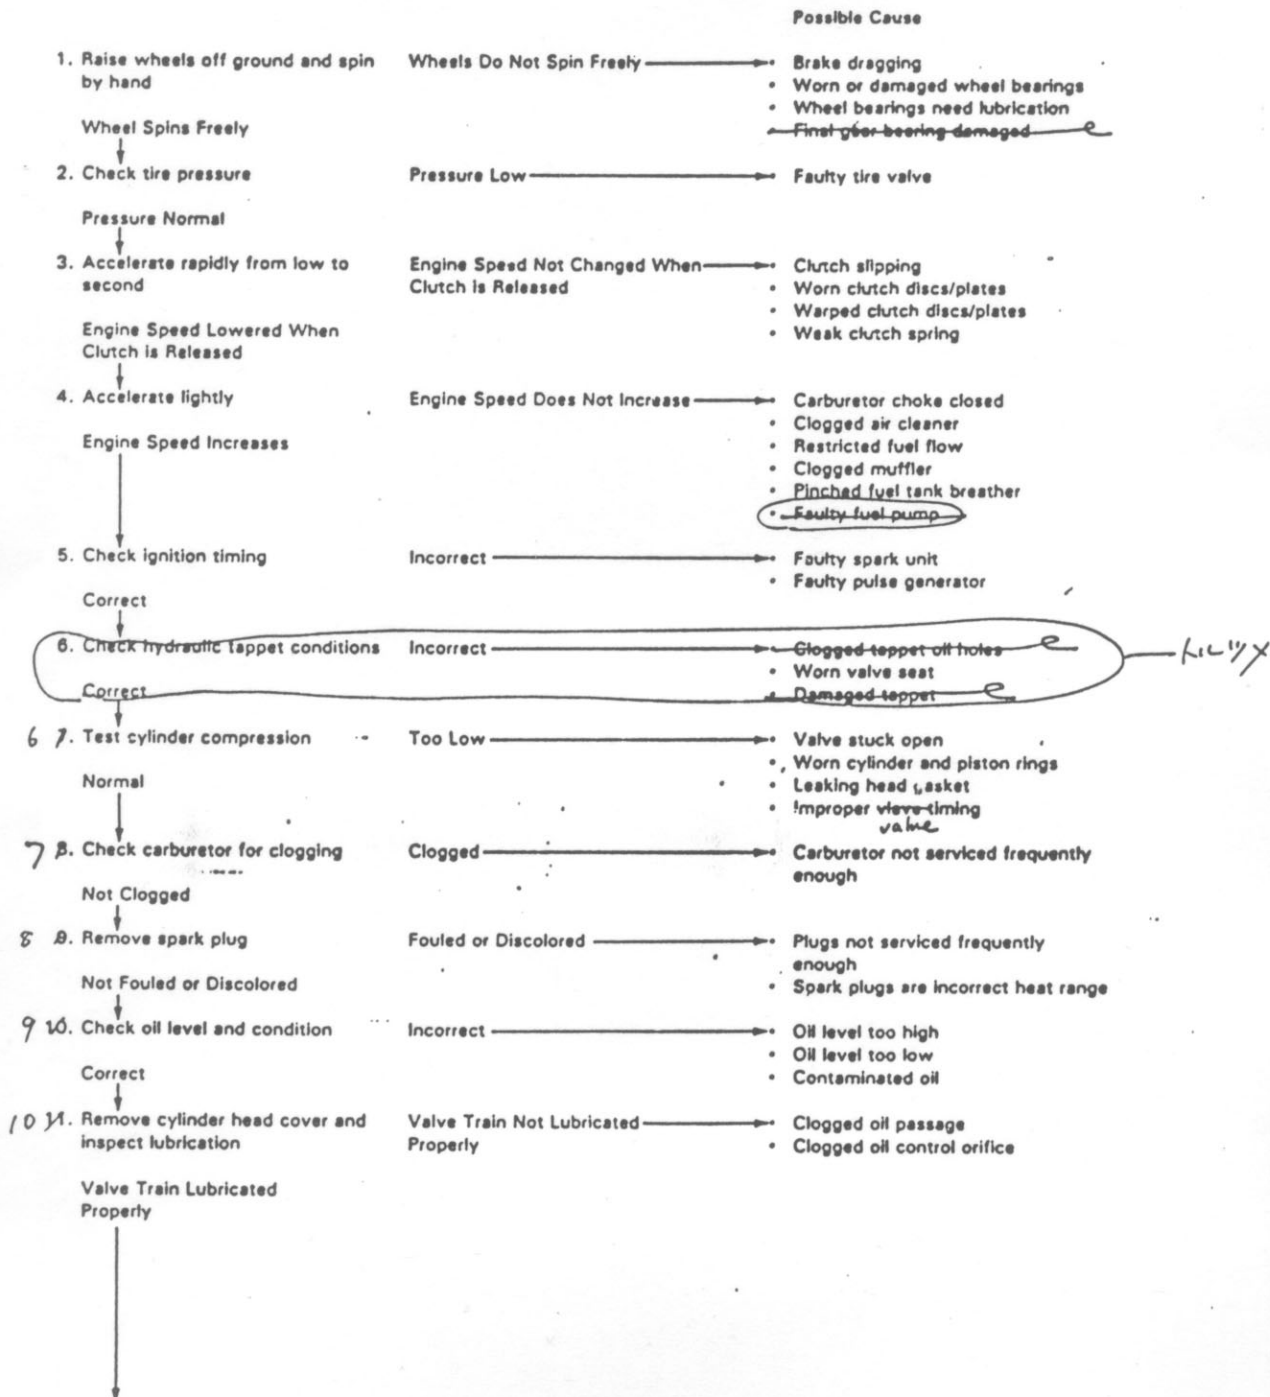 Possible Cause
1. Raise wheels off ground and spin by hand
Wheels Do Not Spin Freely
• Brake dragging
• Worn or damaged wheel bearings
• Wheel bearings need lubrication
• Final gear bearing damaged
Wheel Spins Freely
2. Check tire pressure
Pressure Low
• Faulty tire valve
Pressure Normal
3. Accelerate rapidly from low to second
Engine Speed Not Changed When Clutch is Released
• Clutch slipping
• Worn clutch discs/plates
• Warped clutch discs/plates
• Weak clutch spring
Engine Speed Lowered When Clutch is Released
4. Accelerate lightly
Engine Speed Does Not Increase
• Carburetor choke closed
• Clogged air cleaner
• Restricted fuel flow
• Clogged muffler
• Pinched fuel tank breather
• Faulty fuel pump
Engine Speed Increases
5. Check ignition timing
Incorrect
• Faulty spark unit
• Faulty pulse generator
Correct
6. Check hydraulic tappet conditions
Incorrect
• Clogged tappet oil holes
• Worn valve seat
• Damaged tappet
Correct
6 7. Test cylinder compression
Too Low
• Valve stuck open
• Worn cylinder and piston rings
• Leaking head gasket
• Improper vleve timing
valve
Normal
7 8. Check carburetor for clogging
Clogged
• Carburetor not serviced frequently enough
Not Clogged
8 9. Remove spark plug
Fouled or Discolored
• Plugs not serviced frequently enough
• Spark plugs are incorrect heat range
Not Fouled or Discolored
9 10. Check oil level and condition
Incorrect
• Oil level too high
• Oil level too low
• Contaminated oil
Correct
10 11. Remove cylinder head cover and inspect lubrication
Valve Train Not Lubricated Properly
• Clogged oil passage
• Clogged oil control orifice
Valve Train Lubricated Properly